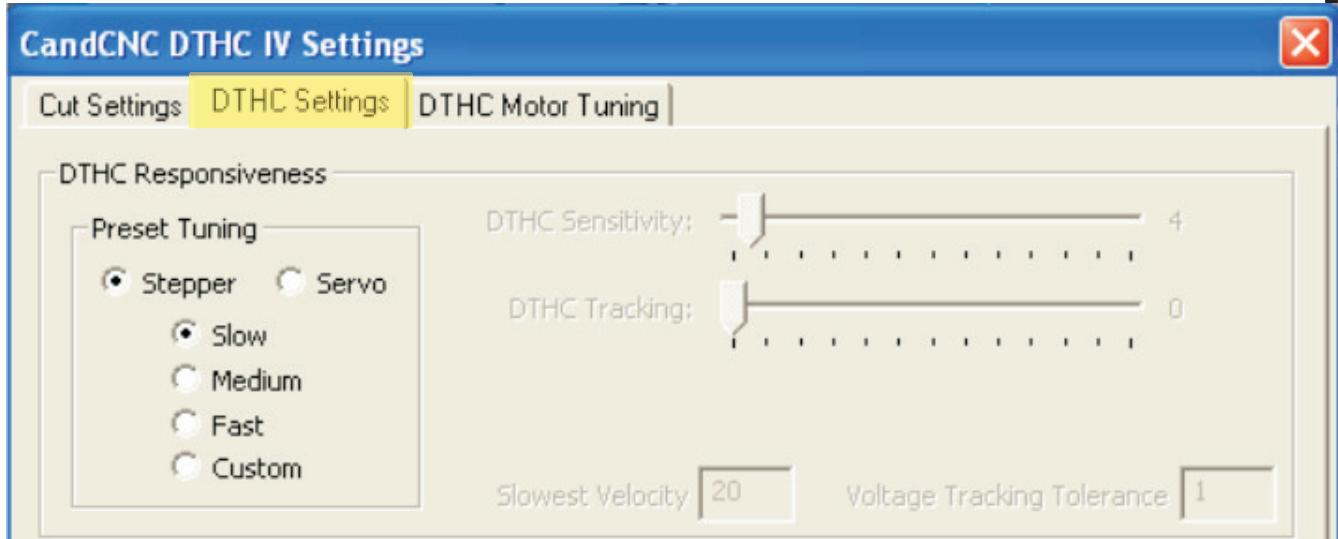 CandCNC DTHC IV Settings
Cut Settings DTHC Settings DTHC Motor Tuning
DTHC Responsiveness
Preset Tuning
Stepper Servo
Slow
Medium
Fast
Custom
DTHC Sensitivity: 4
DTHC Tracking: 0
Slowest Velocity 20 Voltage Tracking Tolerance 1